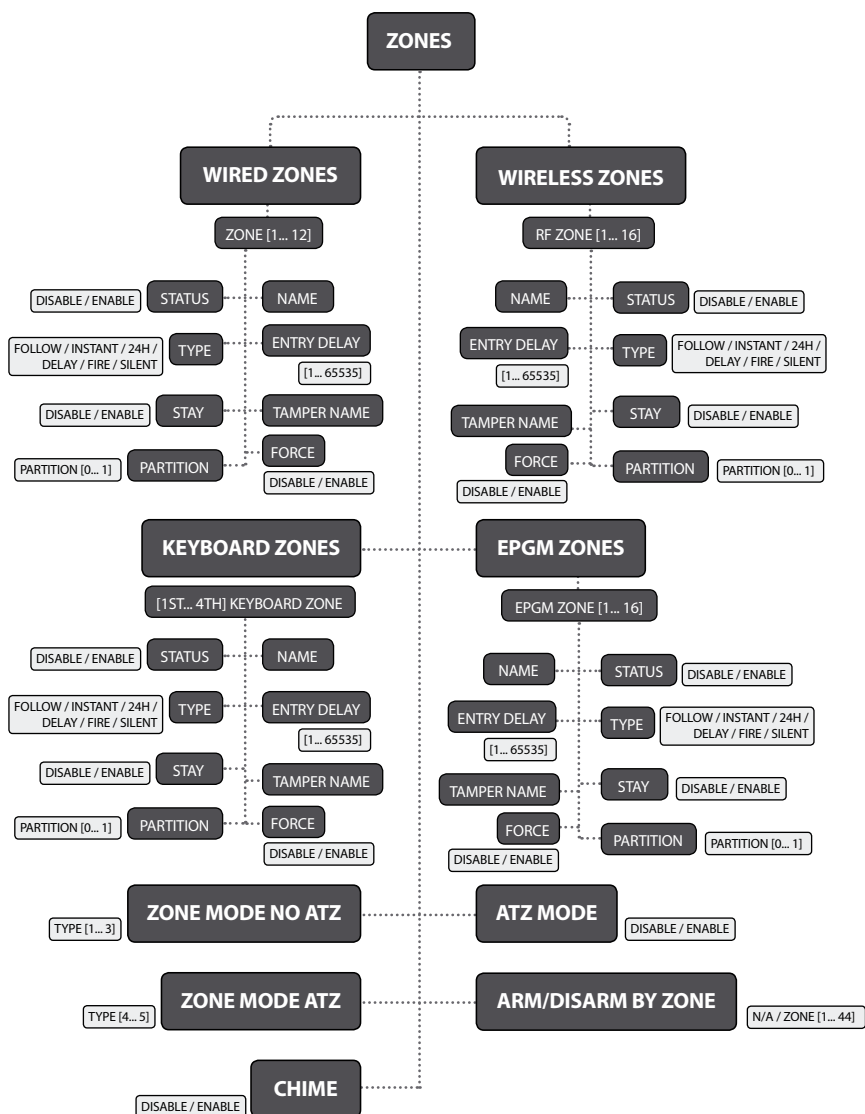 ZONES
WIRED ZONES
ZONE [1... 12]
DISABLE / ENABLE
STATUS
NAME
FOLLOW / INSTANT / 24H /
DELAY / FIRE / SILENT
TYPE
ENTRY DELAY
[1... 65535]
DISABLE / ENABLE
STAY
TAMPER NAME
PARTITION [0... 1]
PARTITION
FORCE
DISABLE / ENABLE
WIRELESS ZONES
RF ZONE [1... 16]
NAME
STATUS
DISABLE / ENABLE
ENTRY DELAY
[1... 65535]
TYPE
FOLLOW / INSTANT / 24H /
DELAY / FIRE / SILENT
TAMPER NAME
STAY
DISABLE / ENABLE
FORCE
DISABLE / ENABLE
PARTITION
PARTITION [0... 1]
KEYBOARD ZONES
[1ST... 4TH] KEYBOARD ZONE
DISABLE / ENABLE
STATUS
NAME
FOLLOW / INSTANT / 24H /
DELAY / FIRE / SILENT
TYPE
ENTRY DELAY
[1... 65535]
DISABLE / ENABLE
STAY
TAMPER NAME
PARTITION [0... 1]
PARTITION
FORCE
DISABLE / ENABLE
EPGM ZONES
EPGM ZONE [1... 16]
NAME
STATUS
DISABLE / ENABLE
ENTRY DELAY
[1... 65535]
TYPE
FOLLOW / INSTANT / 24H /
DELAY / FIRE / SILENT
TAMPER NAME
STAY
DISABLE / ENABLE
FORCE
DISABLE / ENABLE
PARTITION
PARTITION [0... 1]
ZONE MODE NO ATZ
TYPE [1... 3]
ATZ MODE
DISABLE / ENABLE
ZONE MODE ATZ
TYPE [4... 5]
ARM/DISARM BY ZONE
N/A / ZONE [1... 44]
CHIME
DISABLE / ENABLE